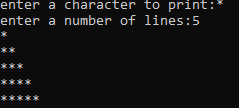 enter a character to print:*
enter a number of lines:5
*
**
***
****
*****